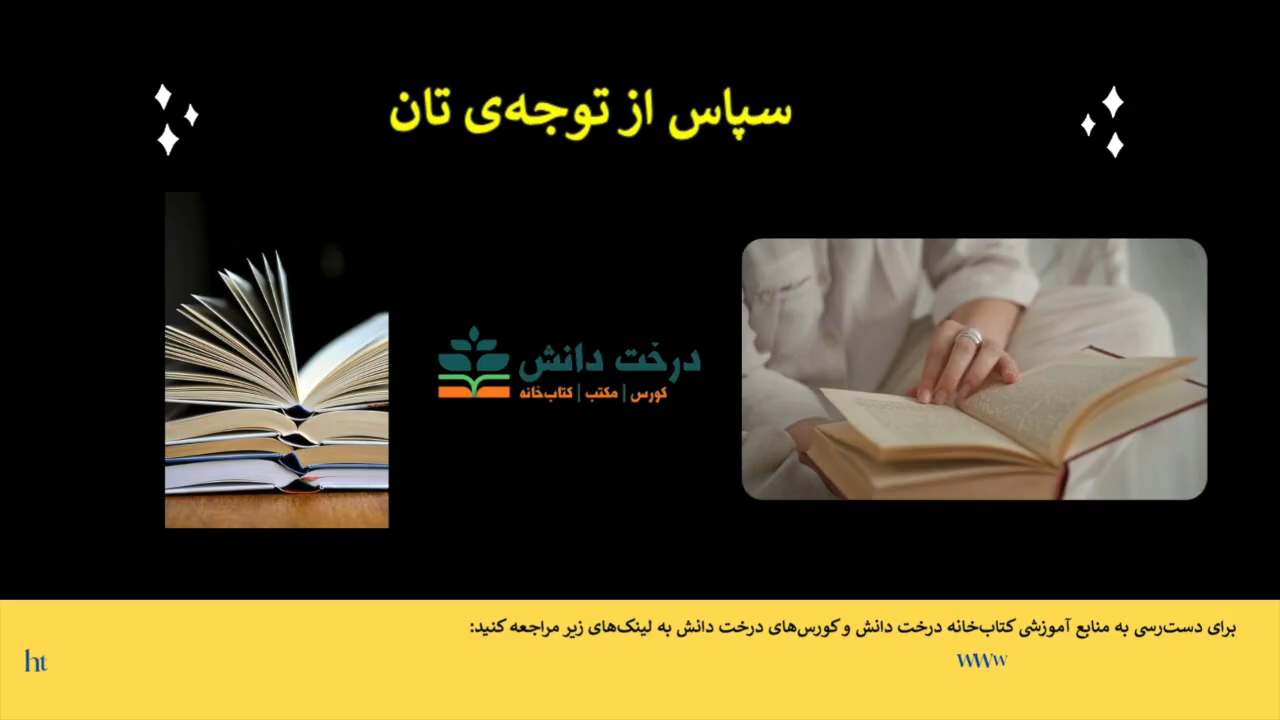 سپاس از توجه‌ی تان
درخت دانش
کورس | مکتب | کتاب‌خانه
برای دست‌رسی به منابع آموزشی کتاب‌خانه درخت دانش و کورس‌های درخت دانش به لینک‌های زیر مراجعه کنید:
www
ht